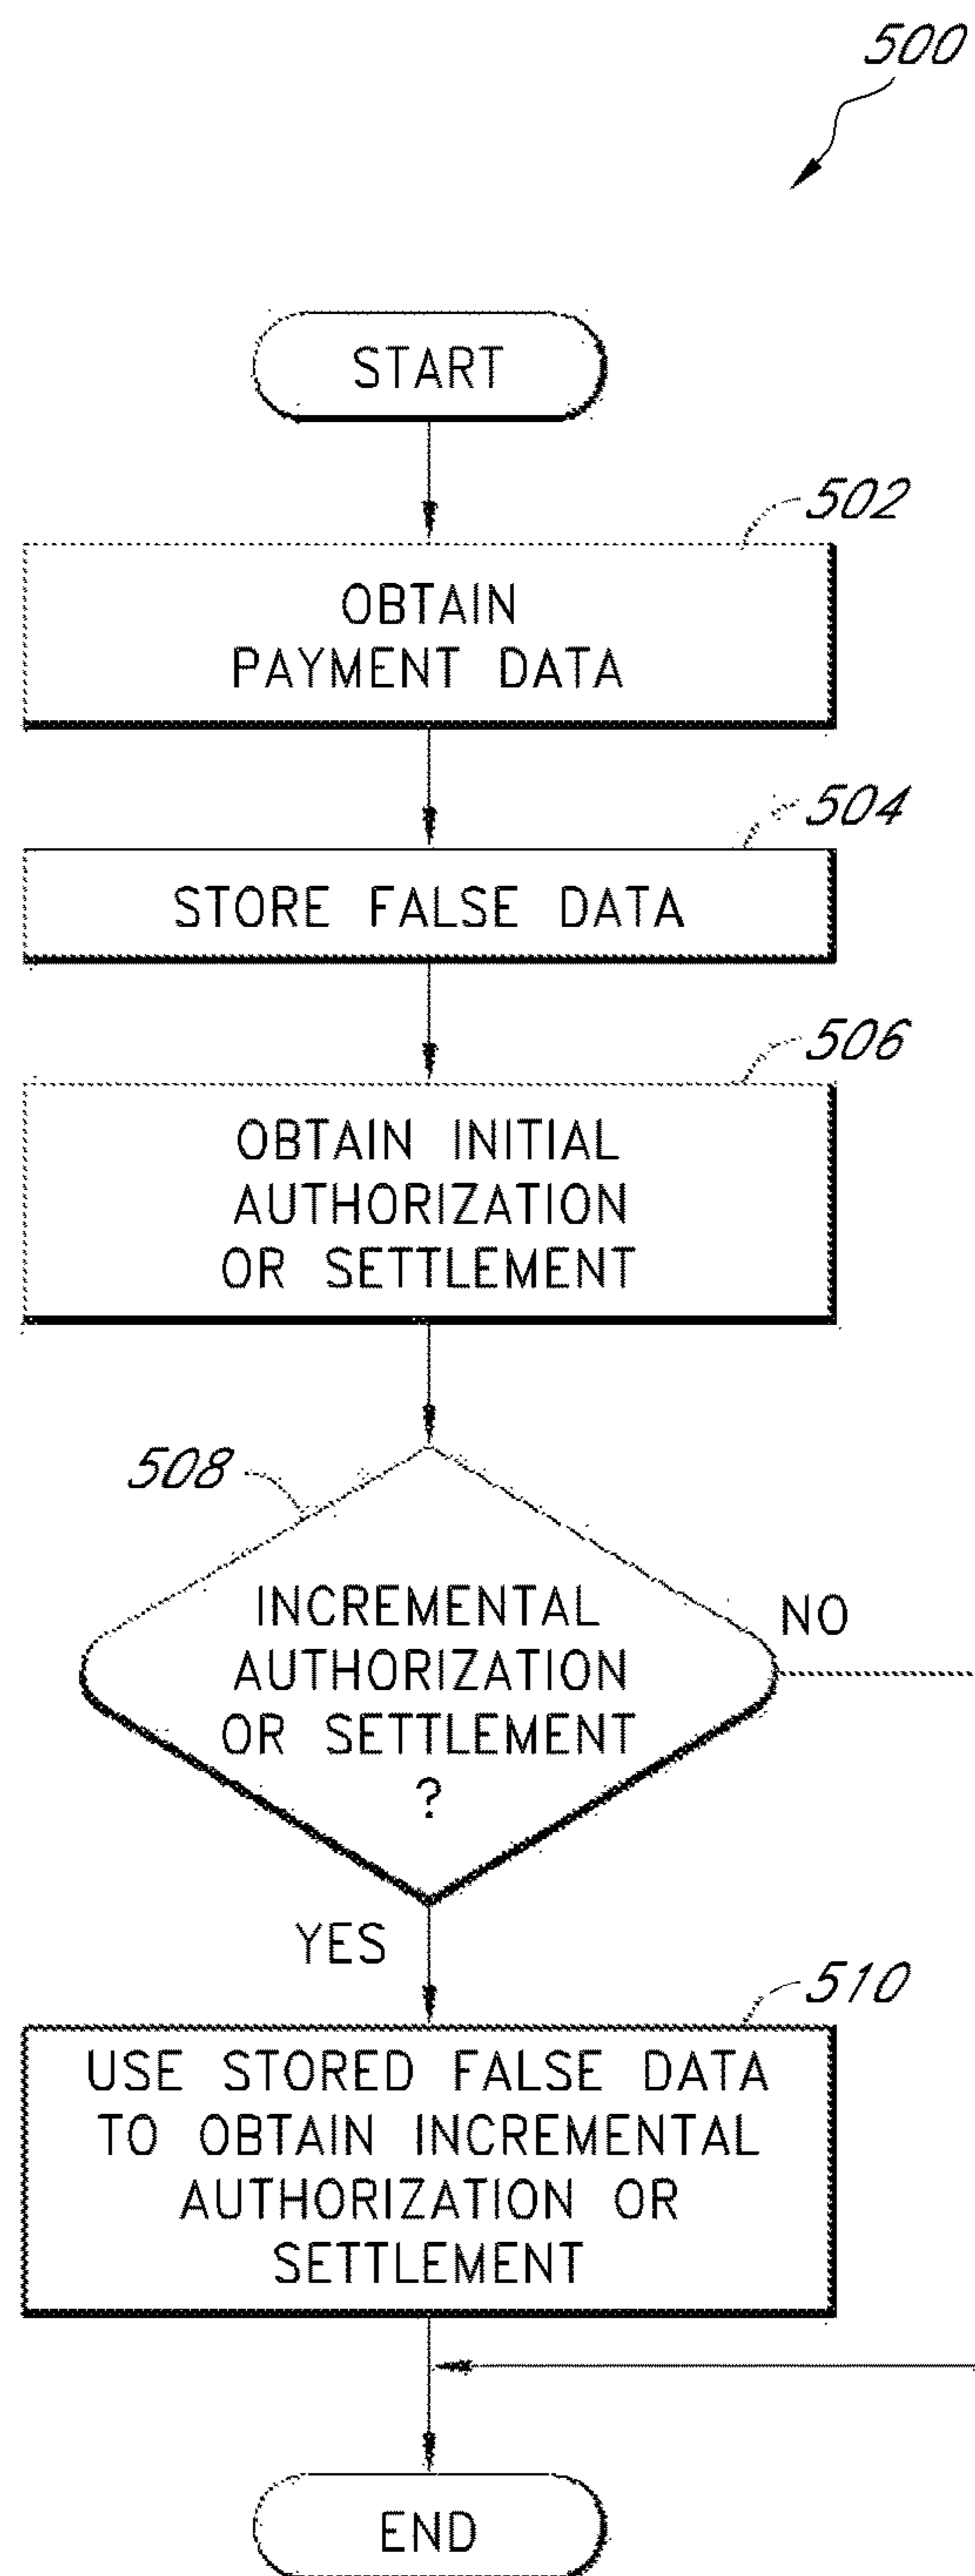 500
START
502
OBTAIN
PAYMENT DATA
504
STORE FALSE DATA
506
OBTAIN INITIAL
AUTHORIZATION
OR SETTLEMENT
508
INCREMENTAL
AUTHORIZATION
OR SETTLEMENT
?
NO
YES
510
USE STORED FALSE DATA
TO OBTAIN INCREMENTAL
AUTHORIZATION OR
SETTLEMENT
END